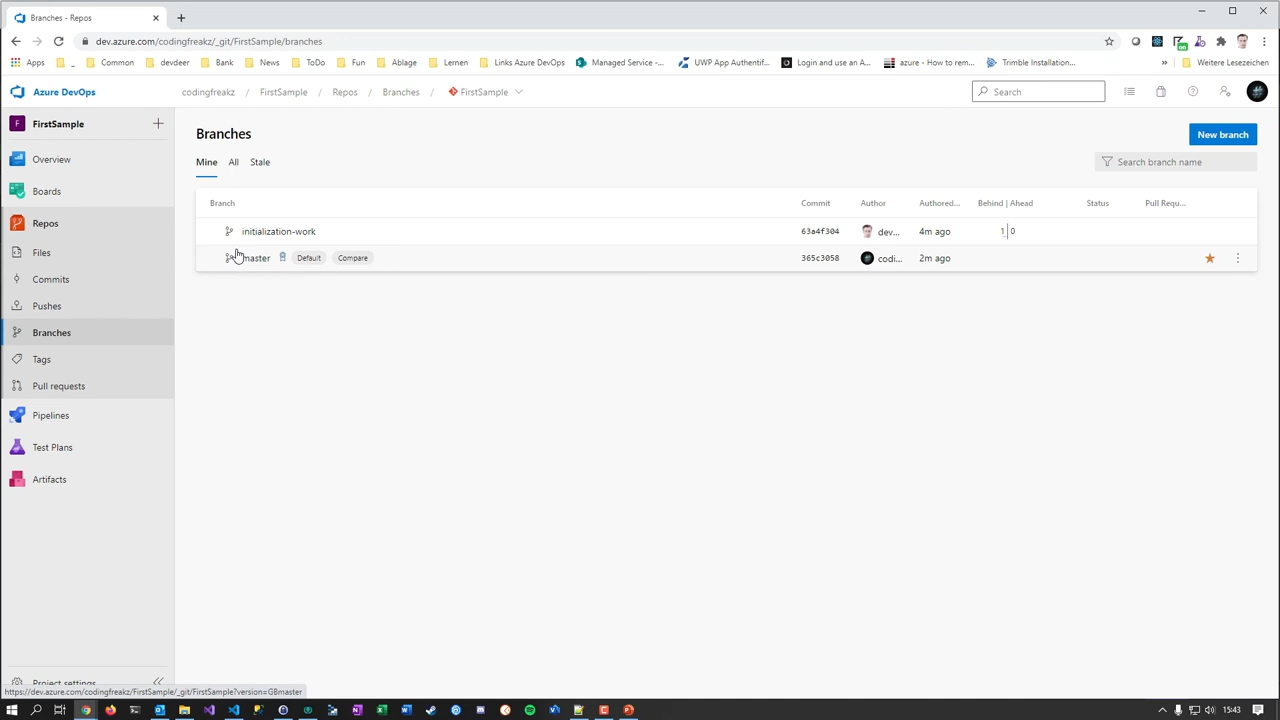 Branches - Repos
dev.azure.com/codingfreakz/_git/FirstSample/branches
Apps
_
Common
devdeer
Bank
News
ToDo
Fun
Ablage
Lernen
Links Azure DevOps
Managed Service -...
UWP App Authentif...
Login and use an A...
azure - How to rem...
Trimble Installation...
»
Weitere Lesezeichen
Azure DevOps
codingfreakz / FirstSample / Repos / Branches / FirstSample
Search
F FirstSample
Overview
Boards
Repos
Files
Commits
Pushes
Branches
Tags
Pull requests
Pipelines
Test Plans
Artifacts
Project settings
Branches
New branch
Mine All Stale
Search branch name
Branch Commit Author Authored... Behind | Ahead Status Pull Requ...
initialization-work 63a4f304 dev... 4m ago 1 | 0
master Default Compare 365c3058 codi... 2m ago
https://dev.azure.com/codingfreakz/FirstSample/_git/FirstSample?version=GBmaster
15:43